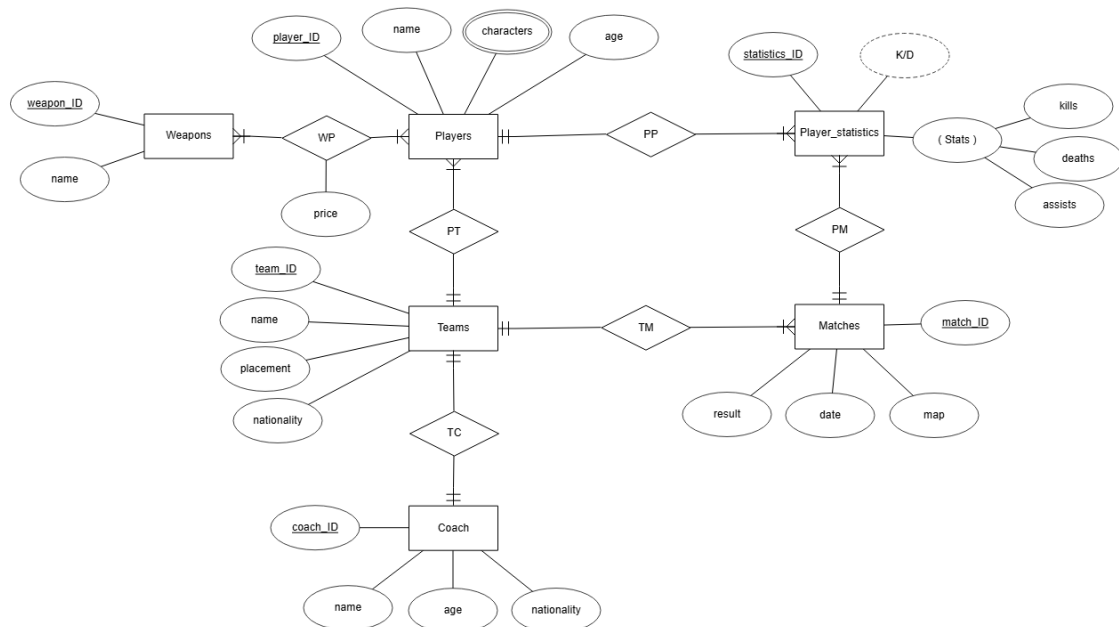 player_ID
name
characters
age
statistics_ID
K/D
weapon_ID
Weapons
WP
Players
PP
Player_statistics
( Stats )
kills
deaths
assists
name
price
PT
PM
team_ID
name
placement
nationality
Teams
TM
Matches
match_ID
result
date
map
TC
coach_ID
Coach
name
age
nationality